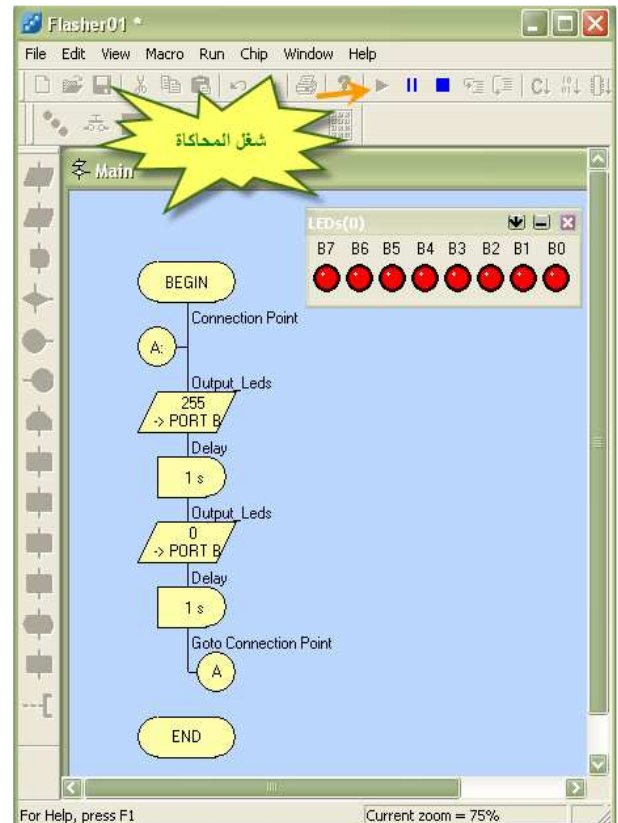 Flasher01 *
File Edit View Macro Run Chip Window Help
شغل المحاكاة
Main
LEDs(0)
B7 B6 B5 B4 B3 B2 B1 B0
BEGIN
Connection Point
A:
Output_Leds
255
-> PORT B
Delay
1 s
Output_Leds
0
-> PORT B
Delay
1 s
Goto Connection Point
A
END
For Help, press F1
Current zoom = 75%